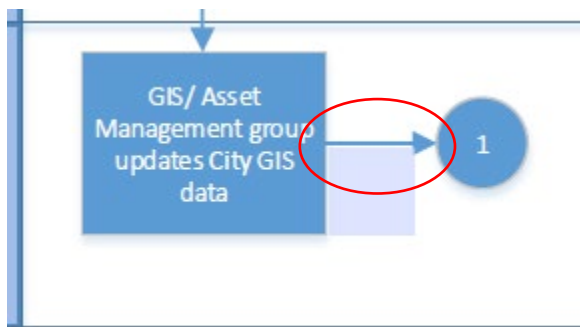 GIS/ Asset
Management group
updates City GIS
data
1